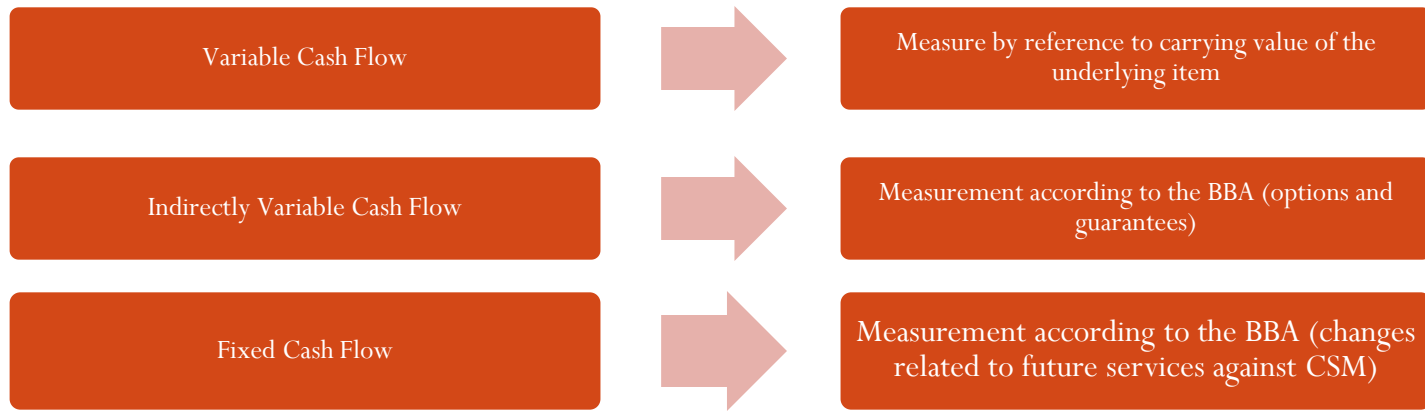 Variable Cash Flow
Measure by reference to carrying value of the
underlying item
Indirectly Variable Cash Flow
Measurement according to the BBA (options and
guarantees)
Fixed Cash Flow
Measurement according to the BBA (changes
related to future services against CSM)